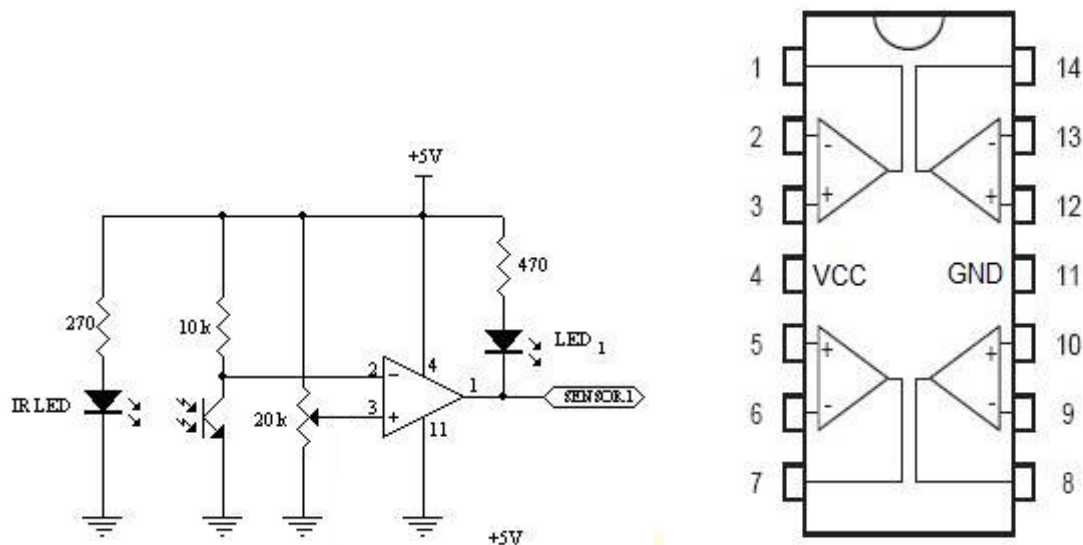 +5V
470
270
10k
LED 1
2
-
4
1
SENSOR1
IR LED
20k
3
+
11
+5V
1 14
2 - - 13
3 + + 12
4 VCC GND 11
5 + + 10
6 - - 9
7 8